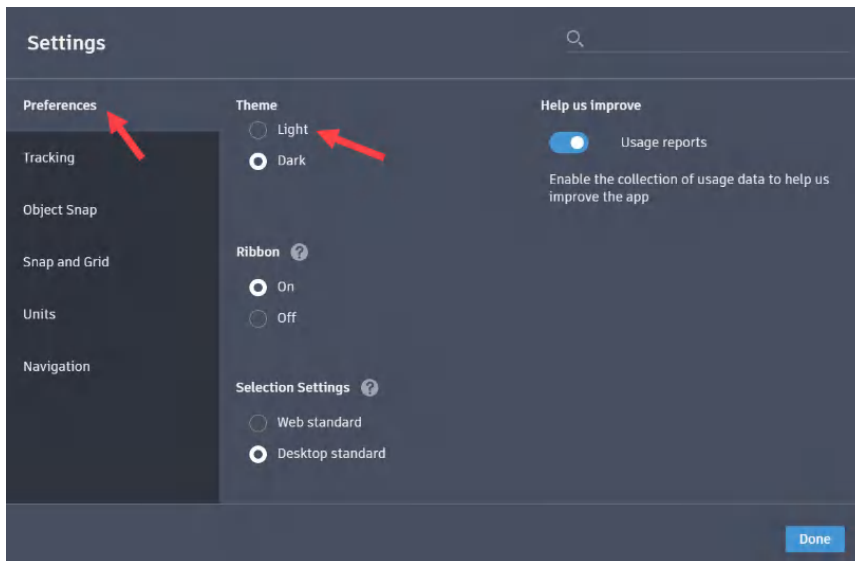 Settings
Preferences
Tracking
Object Snap
Snap and Grid
Units
Navigation
Theme
Light
Dark
Ribbon ?
On
Off
Selection Settings ?
Web standard
Desktop standard
Help us improve
Usage reports
Enable the collection of usage data to help us
improve the app
Done